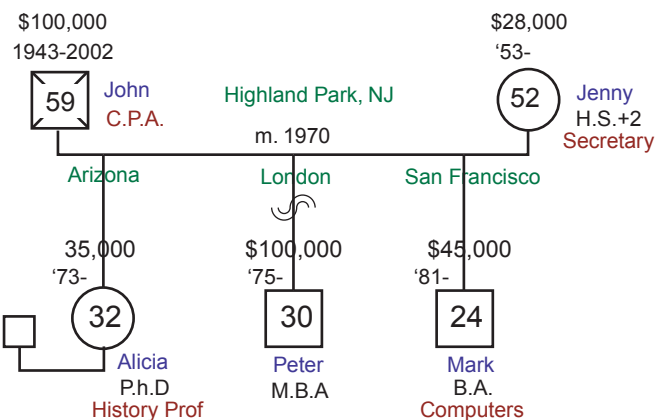 $100,000
1943-2002
59
John
C.P.A.
Highland Park, NJ
$28,000
‘53-
52
Jenny
H.S.+2
Secretary
m. 1970
Arizona
London
San Francisco
35,000
‘73-
32
Alicia
P.h.D
History Prof
$100,000
‘75-
30
Peter
M.B.A
$45,000
‘81-
24
Mark
B.A.
Computers